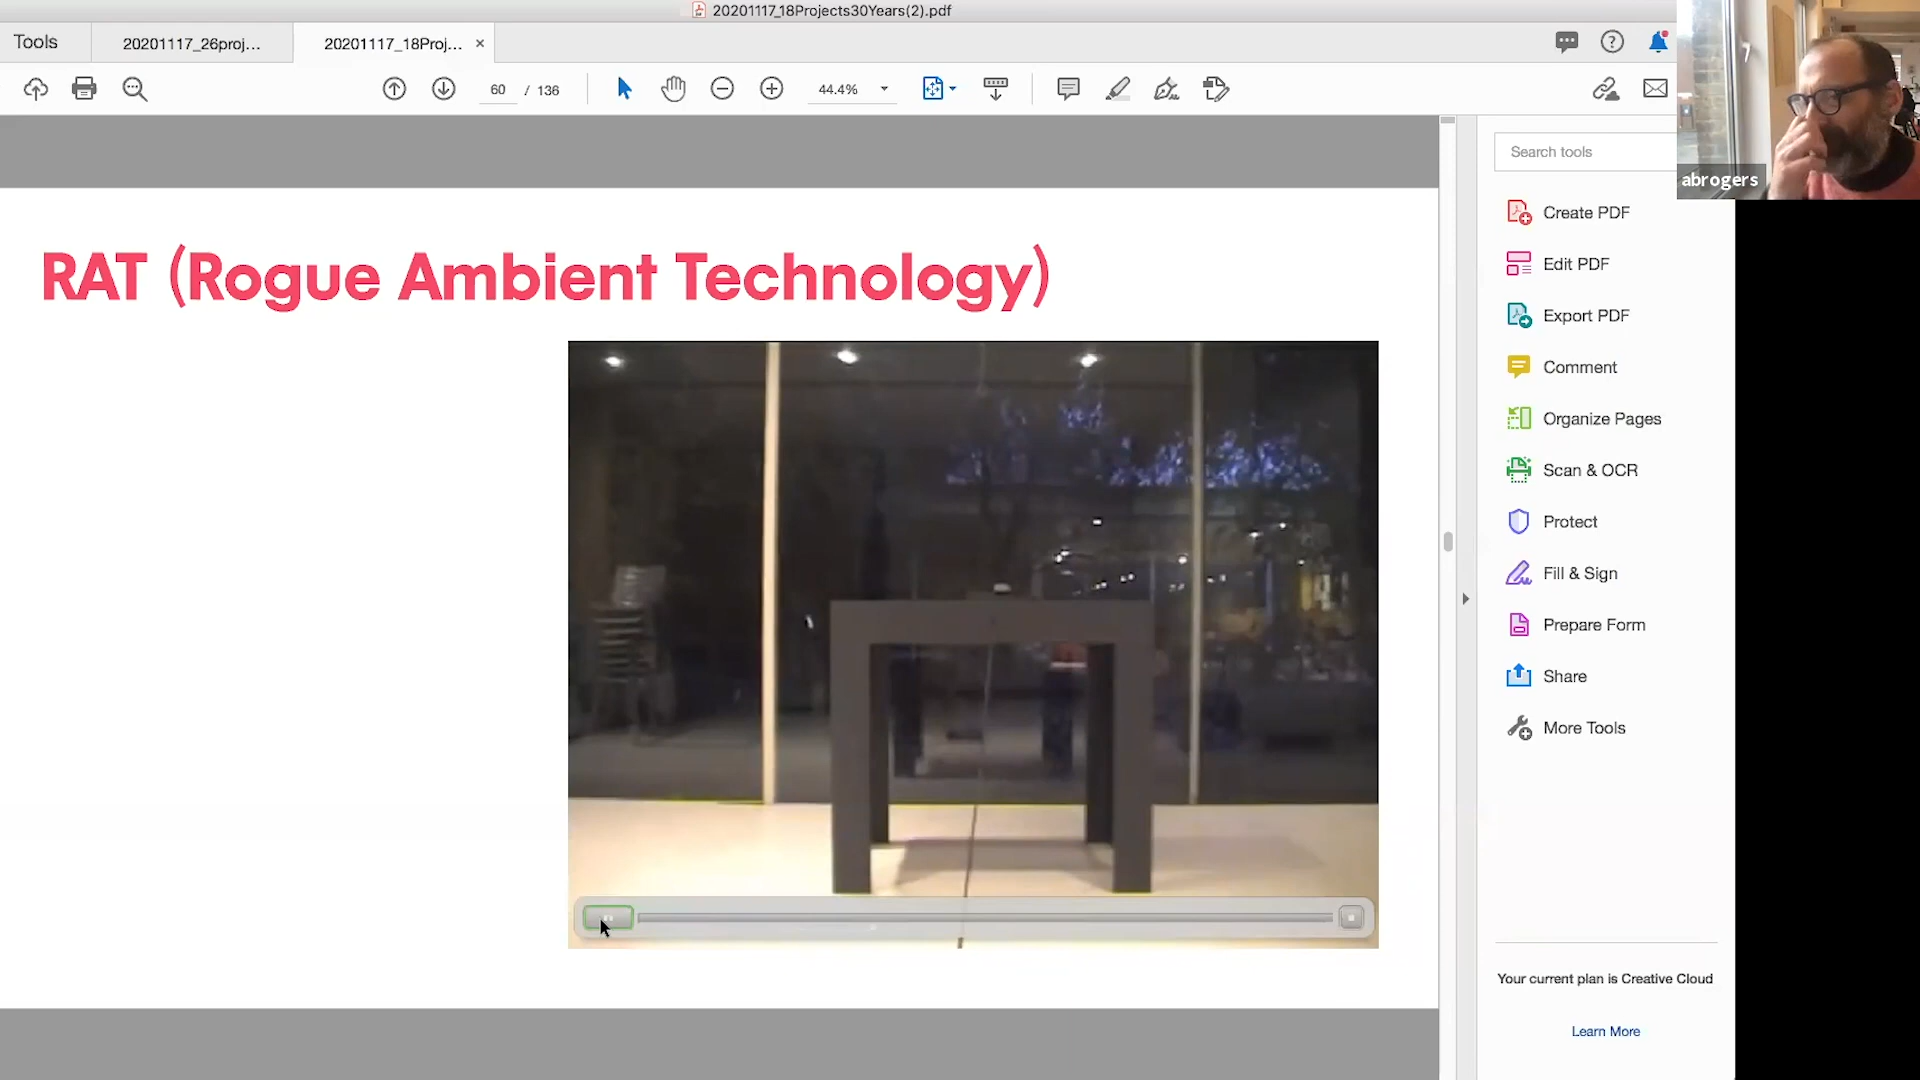 20201117_18Projects30Years(2).pdf
Tools
20201117_26proj...
20201117_18Proj...
60 / 136
44.4%
abrogers
Search tools
RAT (Rogue Ambient Technology)
Create PDF
Edit PDF
Export PDF
Comment
Organize Pages
Scan & OCR
Protect
Fill & Sign
Prepare Form
Share
More Tools
Your current plan is Creative Cloud
Learn More